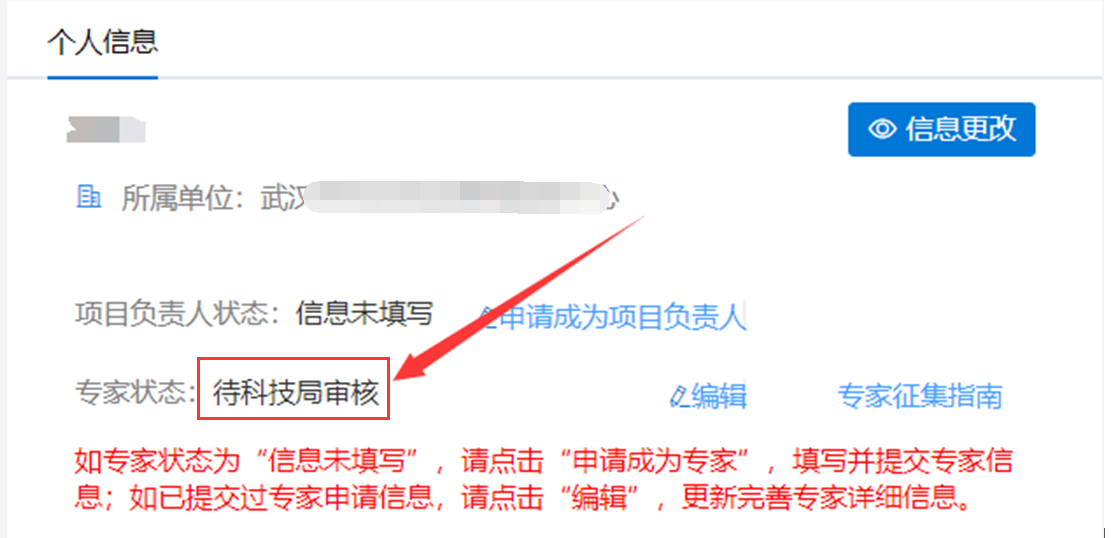 个人信息
信息更改
所属单位：武汉
项目负责人状态：信息未填写 申请成为项目负责人
专家状态：待科技局审核 编辑 专家征集指南
如专家状态为“信息未填写”，请点击“申请成为专家”，填写并提交专家信
息；如已提交过专家申请信息，请点击“编辑”，更新完善专家详细信息。